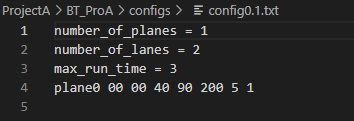 ProjectA > BT_ProA > configs > config0.1.txt
1 number_of_planes = 1
2 number_of_lanes = 2
3 max_run_time = 3
4 plane0 00 00 40 90 200 5 1
5